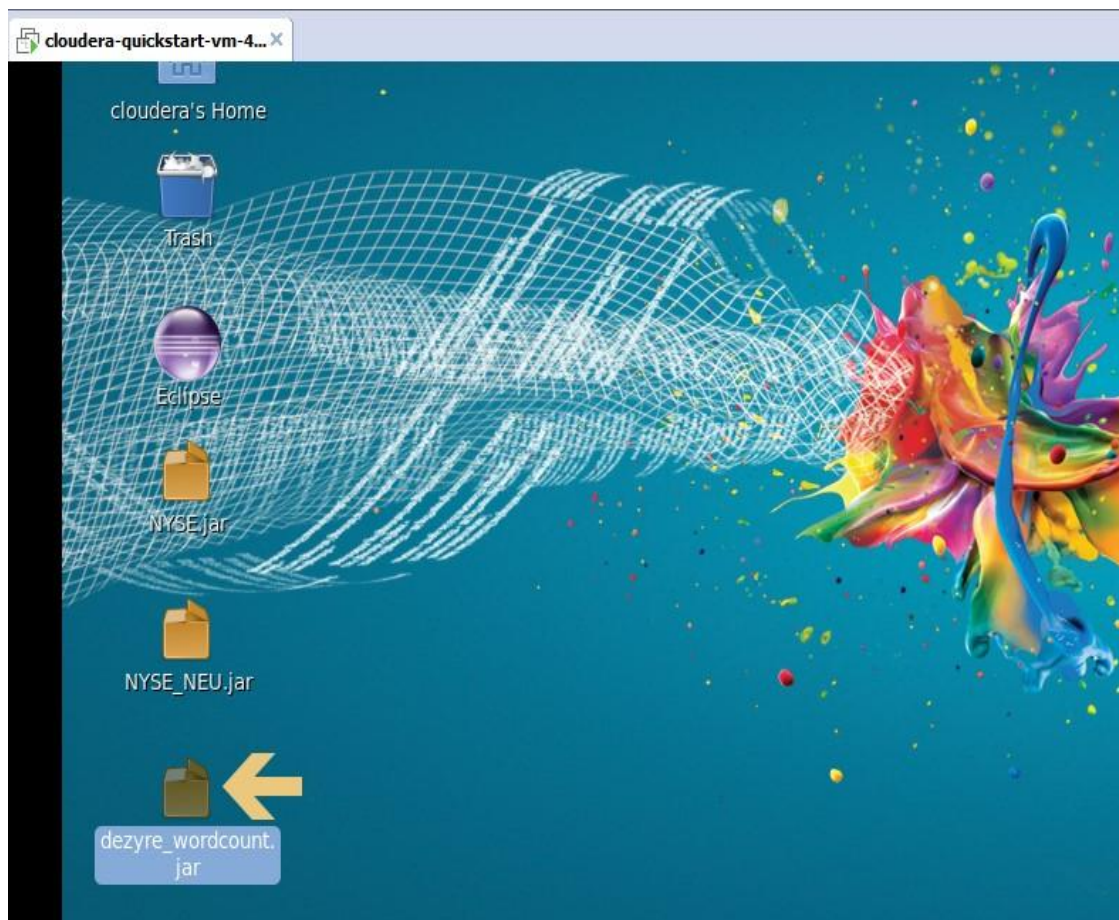 cloudera-quickstart-vm-4...
cloudera's Home
Trash
Eclipse
NYSE.jar
NYSE_NEU.jar
dezyre_wordcount.
jar